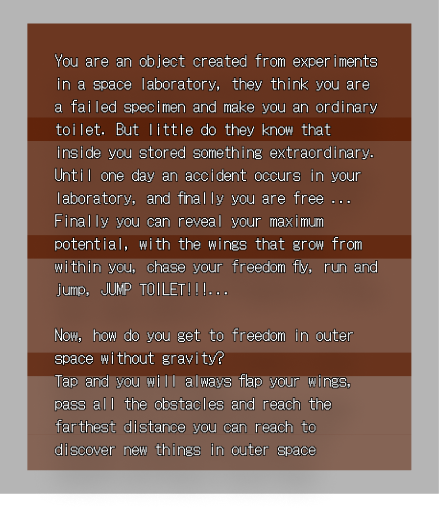 You are an object created from experiments
in a space laboratory, they think you are
a failed specimen and make you an ordinary
toilet. But little do they know that
inside you stored something extraordinary.
Until one day an accident occurs in your
laboratory, and finally you are free ...
Finally you can reveal your maximum
potential, with the wings that grow from
within you, chase your freedom fly, run and
jump, JUMP TOILET!!!...

Now, how do you get to freedom in outer
space without gravity?
Tap and you will always flap your wings,
pass all the obstacles and reach the
farthest distance you can reach to
discover new things in outer space